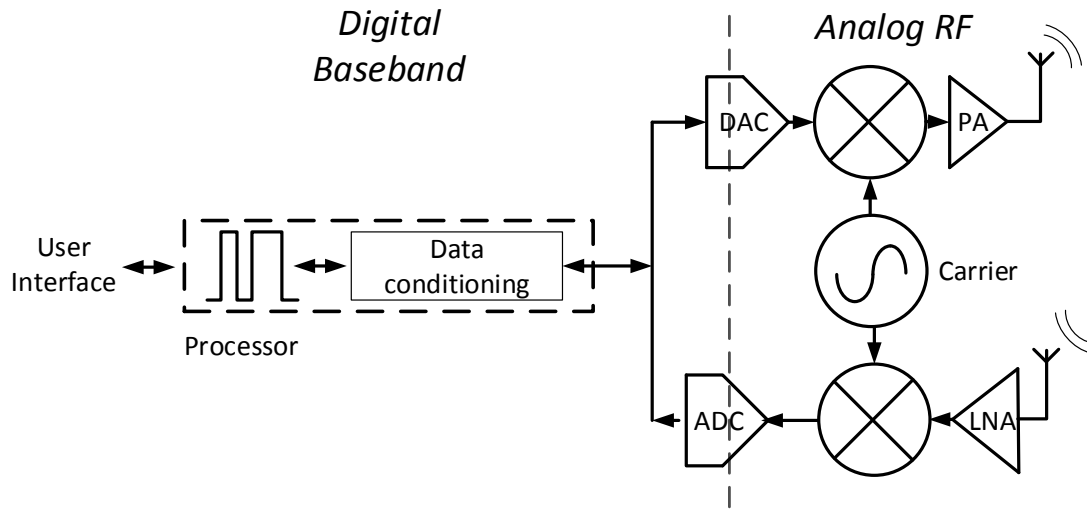 Digital
Baseband
Analog RF
DAC
PA
User
Interface
Data
conditioning
Carrier
Processor
ADC
LNA